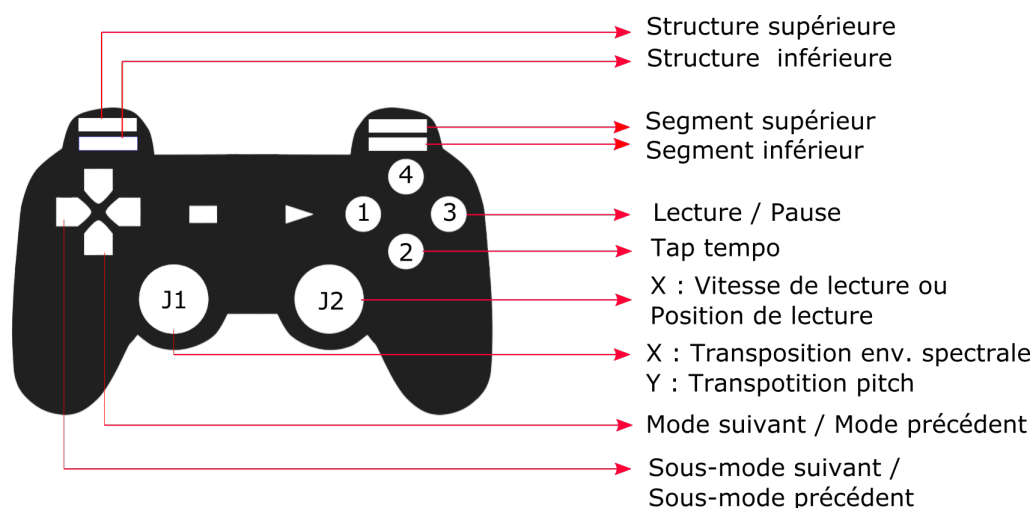 Structure supérieure
Structure inférieure
Segment supérieur
Segment inférieur
4
1
3
Lecture / Pause
2
Tap tempo
J1
J2
X : Vitesse de lecture ou
Position de lecture
X : Transposition env. spectrale
Y : Transpotition pitch
Mode suivant / Mode précédent
Sous-mode suivant /
Sous-mode précédent